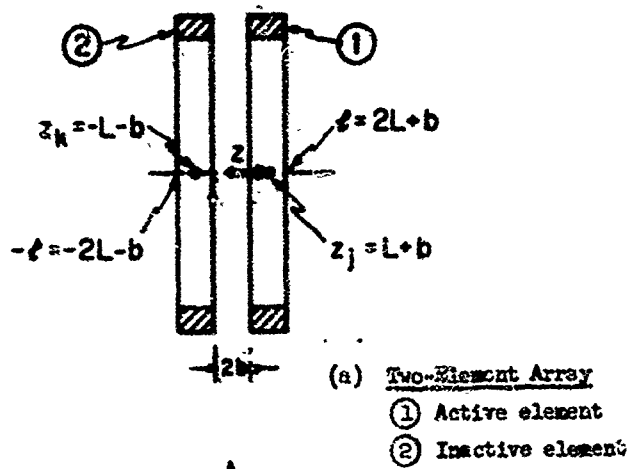 ② ①
z_k = -L-b ℓ = 2L+b
z
-ℓ = -2L-b z_j = L+b
2b
(a) Two-Element Array
① Active element
② Inactive element